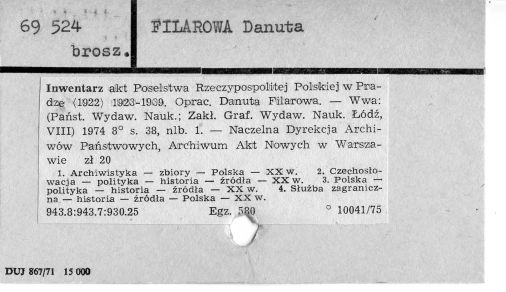 69 524
brosz.
FILAROWA Danuta
Inwentarz akt Poselstwa Rzeczypospolitej Polskiej w Pra-
dze (1922) 1923-1939. Oprac. Danuta Filarowa. — Wwa:
(Państ. Wydaw. Nauk.; Zakł. Graf. Wydaw. Nauk. Łódź,
VIII) 1974 8° s. 38, nlb. 1. — Naczelna Dyrekcja Archi-
wów Państwowych, Archiwum Akt Nowych w Warsza-
wie zł 20
1. Archiwistyka — zbiory — Polska — XX w. 2. Czechosło-
wacja — polityka — historia — źródła — XX w. 3. Polska —
polityka — historia — źródła — XX w. 4. Służba zagranicz-
na — historia — źródła — Polska — XX w.
943.8:943.7:930.25 Egz. 580 ° 10041/75
DUJ 867/71 15 000